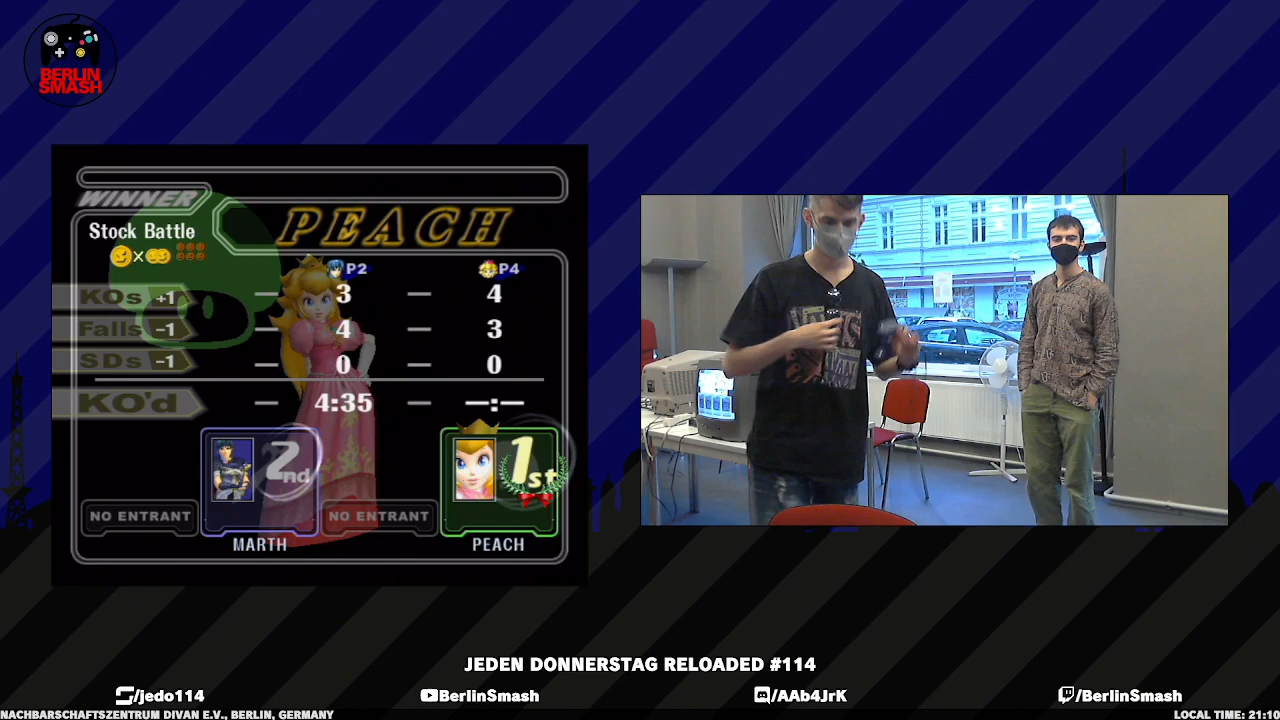 BERLIN
SMASH
WINNER
PEACH
Stock Battle
P2
P4
KOs +1
—
3
—
4
Falls -1
—
4
—
3
SDs -1
—
0
—
0
KO'd
—
4:35
—
—:—
2nd
1st
NO ENTRANT
NO ENTRANT
MARTH
PEACH
JEDEN DONNERSTAG RELOADED #114
/jedo114
BerlinSmash
/AAb4JrK
/BerlinSmash
NACHBARSCHAFTSZENTRUM DIVAN E.V., BERLIN, GERMANY
LOCAL TIME: 21:10